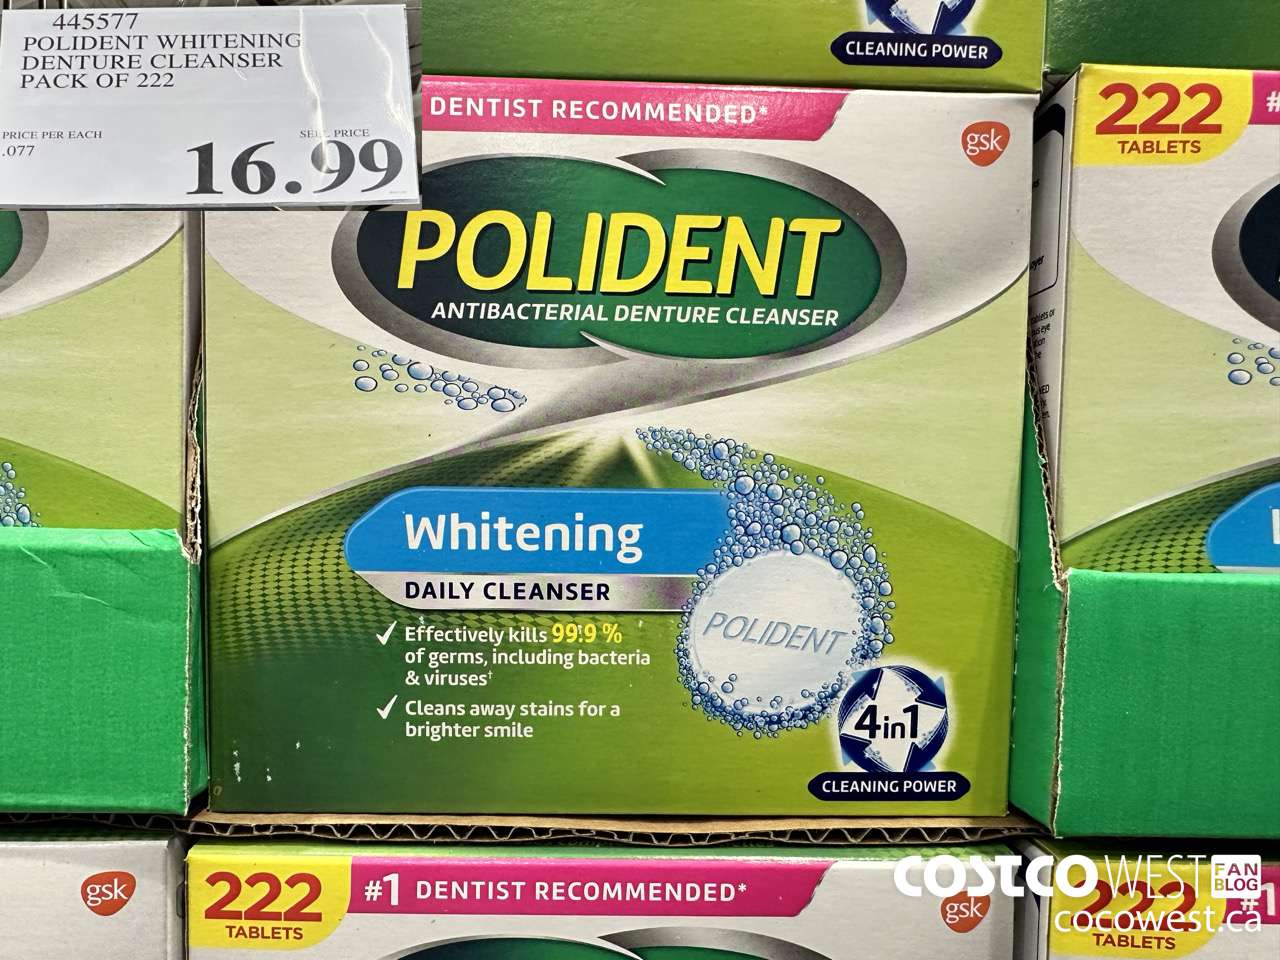 445577
POLIDENT WHITENING
DENTURE CLEANSER
PACK OF 222
PRICE PER EACH
.077
SELL PRICE
16.99
CLEANING POWER
DENTIST RECOMMENDED*
gsk
POLIDENT
ANTIBACTERIAL DENTURE CLEANSER
Whitening
DAILY CLEANSER
Effectively kills 99.9 %
of germs, including bacteria
& viruses†
Cleans away stains for a
brighter smile
POLIDENT
4in1
CLEANING POWER
222
TABLETS
gsk
222
TABLETS
#1 DENTIST RECOMMENDED*
gsk
222
TABLETS
#1
COSTCO WEST FAN BLOG
cocowest.ca